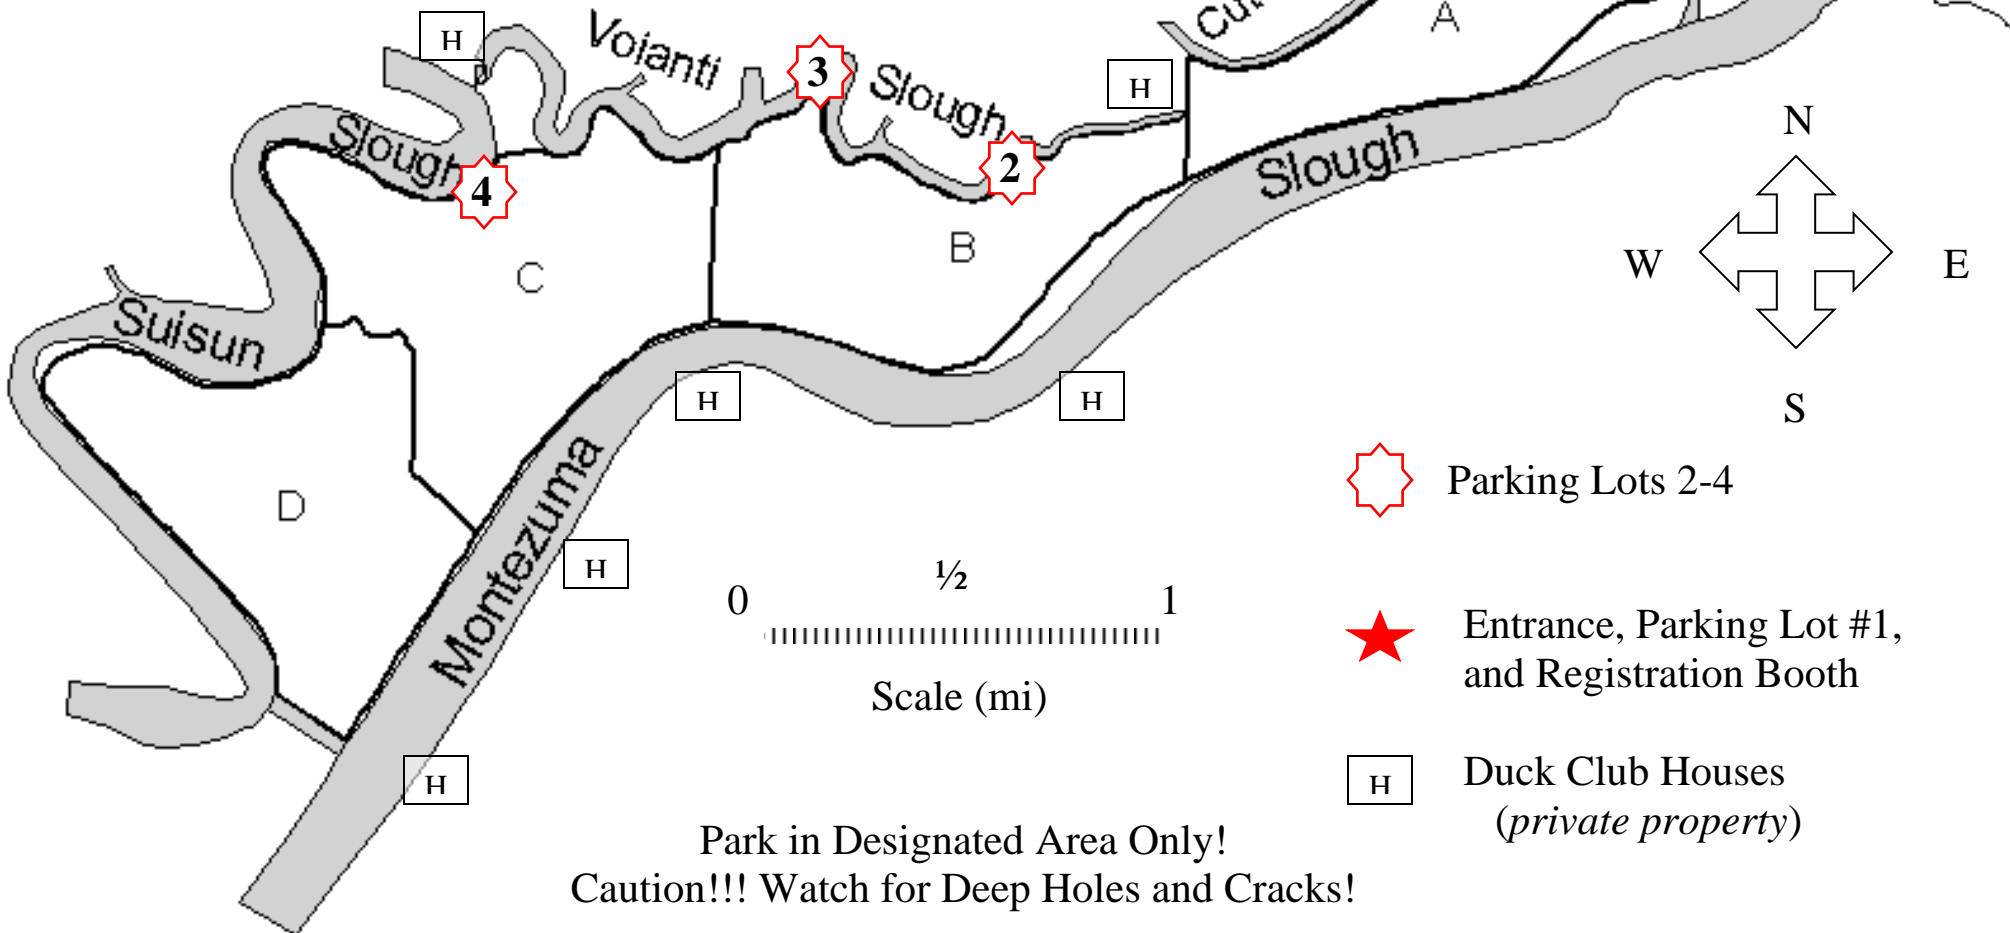 H
Voianti
3
Slough
H
A
Slough
4
2
Slough
N
W
E
S
C
B
Suisun
H
H
D
Montezuma
H
H
Parking Lots 2-4
0
½
1
Scale (mi)
Entrance, Parking Lot #1,
and Registration Booth
H
Duck Club Houses
(private property)
Park in Designated Area Only!
Caution!!! Watch for Deep Holes and Cracks!